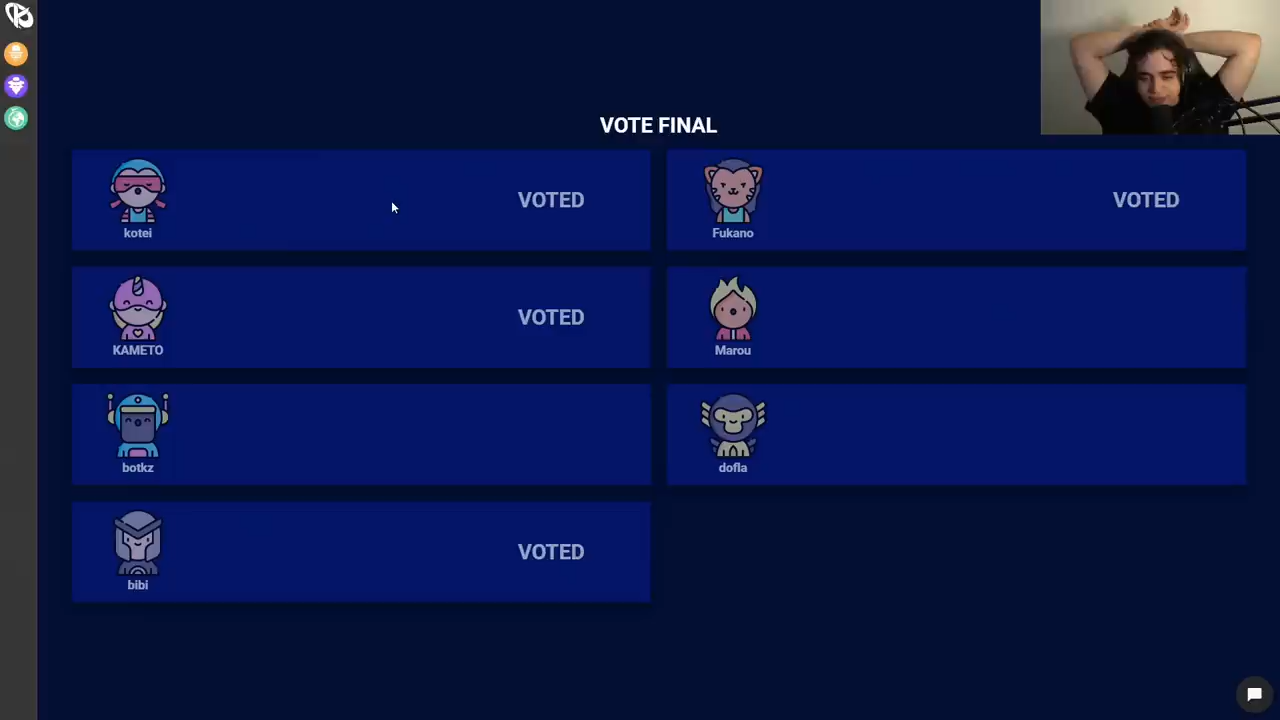 VOTE FINAL
VOTED
kotei
VOTED
Fukano
VOTED
KAMETO
Marou
botkz
dofla
VOTED
bibi